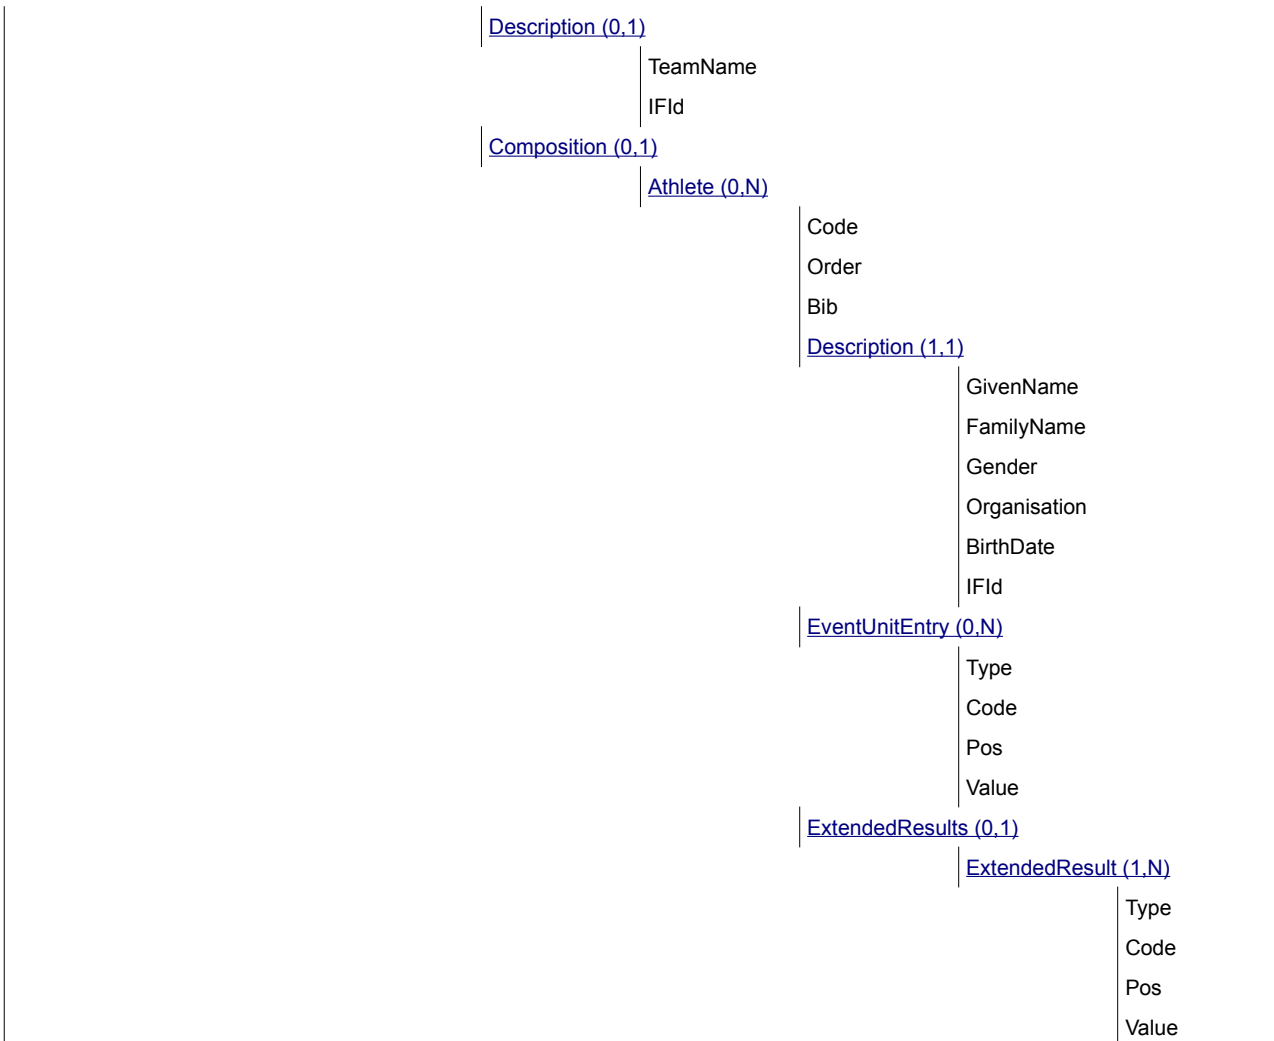 Description (0,1)
TeamName
IFId
Composition (0,1)
Athlete (0,N)
Code
Order
Bib
Description (1,1)
GivenName
FamilyName
Gender
Organisation
BirthDate
IFId
EventUnitEntry (0,N)
Type
Code
Pos
Value
ExtendedResults (0,1)
ExtendedResult (1,N)
Type
Code
Pos
Value